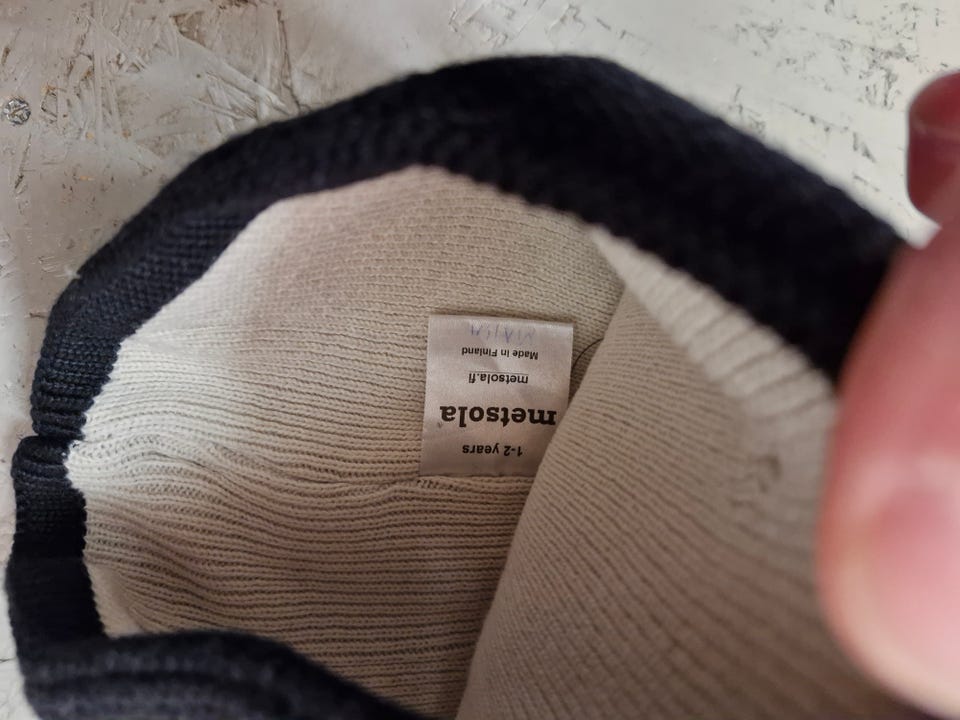 1-2 years
metsola
metsola.fi
Made in Finland